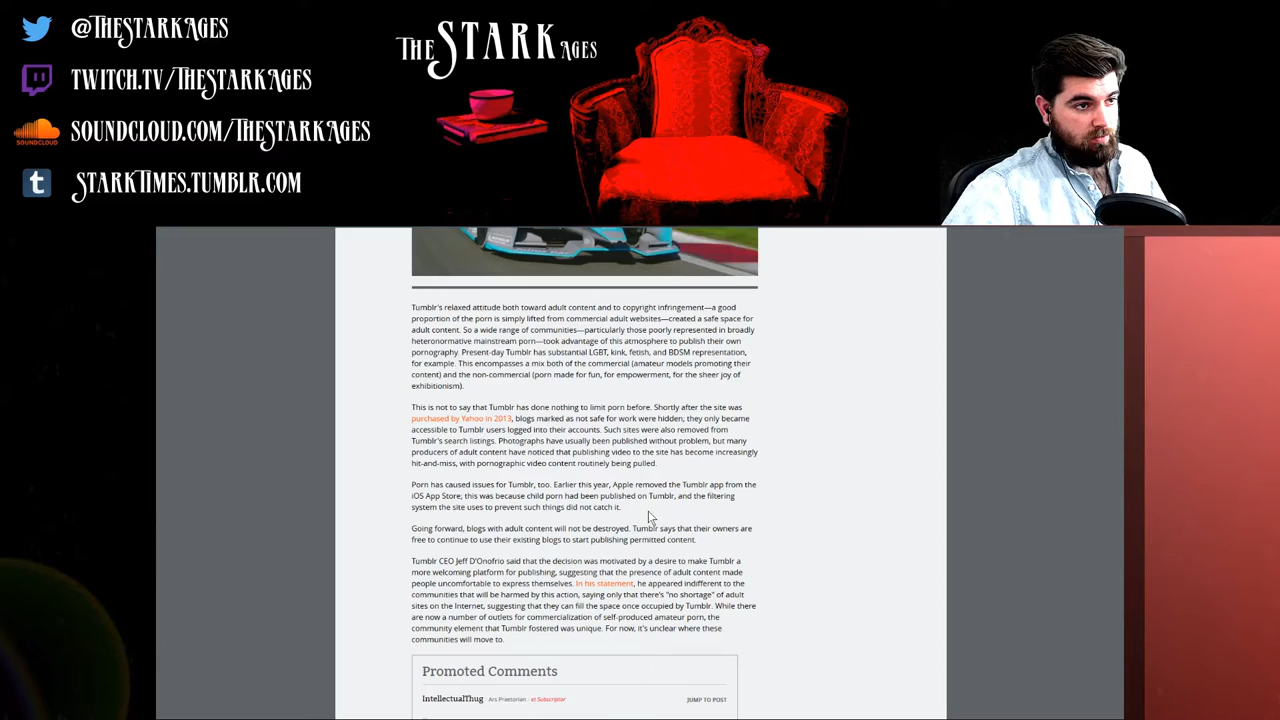 @THESTARKAGES
TWITCH.TV/THESTARKAGES
SOUNDCLOUD
SOUNDCLOUD.COM/THESTARKAGES
t
STARKTIMES.TUMBLR.COM
THE STARK AGES
Tumblr's relaxed attitude both toward adult content and to copyright infringement—a good
proportion of the porn is simply lifted from commercial adult websites—created a safe space for
adult content. So a wide range of communities—particularly those poorly represented in broadly
heteronormative mainstream porn—took advantage of this atmosphere to publish their own
pornography. Present-day Tumblr has substantial LGBT, kink, fetish, and BDSM representation,
for example. This encompasses a mix both of the commercial (amateur models promoting their
content) and the non-commercial (porn made for fun, for empowerment, for the sheer joy of
exhibitionism).
This is not to say that Tumblr has done nothing to limit porn before. Shortly after the site was
purchased by Yahoo in 2013, blogs marked as not safe for work were hidden; they only became
accessible to Tumblr users logged into their accounts. Such sites were also removed from
Tumblr's search listings. Photographs have usually been published without problem, but many
producers of adult content have noticed that publishing video to the site has become increasingly
hit-and-miss, with pornographic video content routinely being pulled.
Porn has caused issues for Tumblr, too. Earlier this year, Apple removed the Tumblr app from the
iOS App Store; this was because child porn had been published on Tumblr, and the filtering
system the site uses to prevent such things did not catch it.
Going forward, blogs with adult content will not be destroyed. Tumblr says that their owners are
free to continue to use their existing blogs to start publishing permitted content.
Tumblr CEO Jeff D'Onofrio said that the decision was motivated by a desire to make Tumblr a
more welcoming platform for publishing, suggesting that the presence of adult content made
people uncomfortable to express themselves. In his statement, he appeared indifferent to the
communities that will be harmed by this action, saying only that there's "no shortage" of adult
sites on the Internet, suggesting that they can fill the space once occupied by Tumblr. While there
are now a number of outlets for commercialization of self-produced amateur porn, the
community element that Tumblr fostered was unique. For now, it's unclear where these
communities will move to.
Promoted Comments
IntellectualThug Ars Praetorian et Subscriptor JUMP TO POST